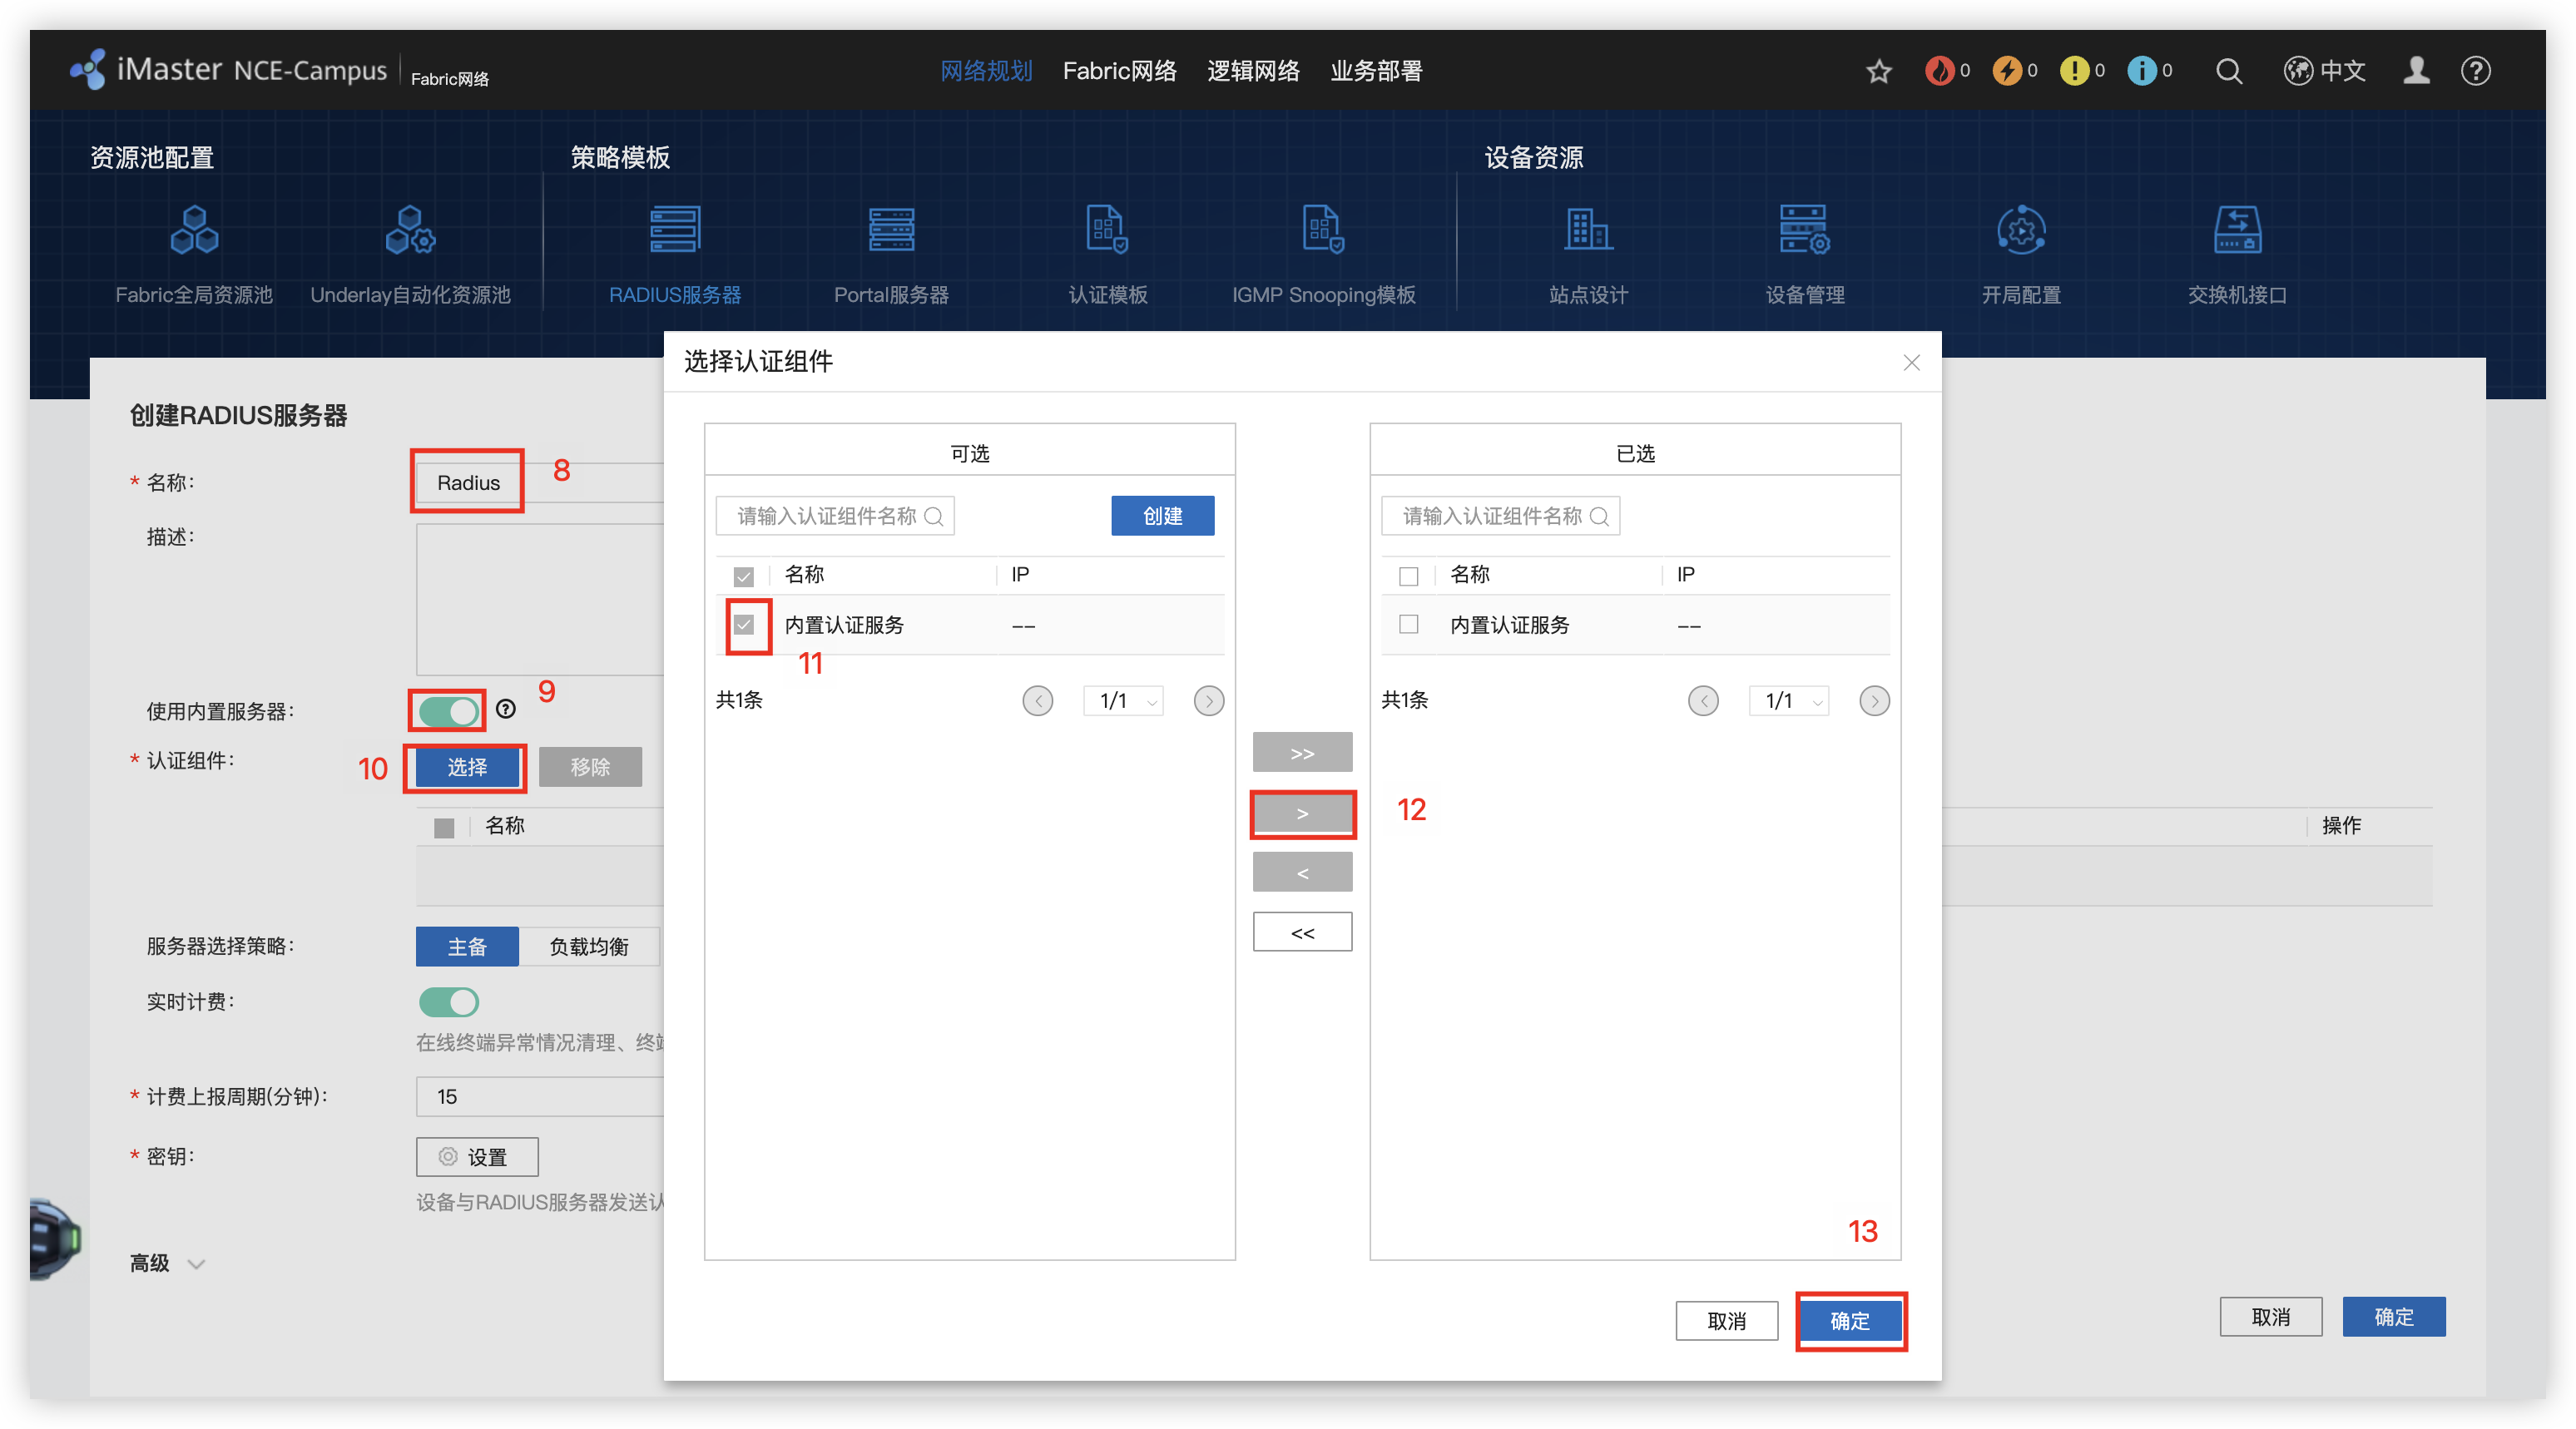 iMaster NCE-Campus Fabric网络
网络规划 Fabric网络 逻辑网络 业务部署
0 0 0 0 中文
资源池配置 策略模板 设备资源
Fabric全局资源池 Underlay自动化资源池 RADIUS服务器 Portal服务器 认证模板 IGMP Snooping模板 站点设计 设备管理 开局配置 交换机接口
创建RADIUS服务器
* 名称: Radius 8
描述:
使用内置服务器: 9
* 认证组件: 10 选择 移除
名称 操作
服务器选择策略: 主备 负载均衡
实时计费:
在线终端异常情况清理、终
* 计费上报周期(分钟): 15
* 密钥: 设置
设备与RADIUS服务器发送认
高级
取消 确定
选择认证组件
可选
请输入认证组件名称 创建
名称 IP
内置认证服务 --
11
共1条 1/1
>>
> 12
<
<<
已选
请输入认证组件名称
名称 IP
内置认证服务 --
共1条 1/1
13
取消 确定